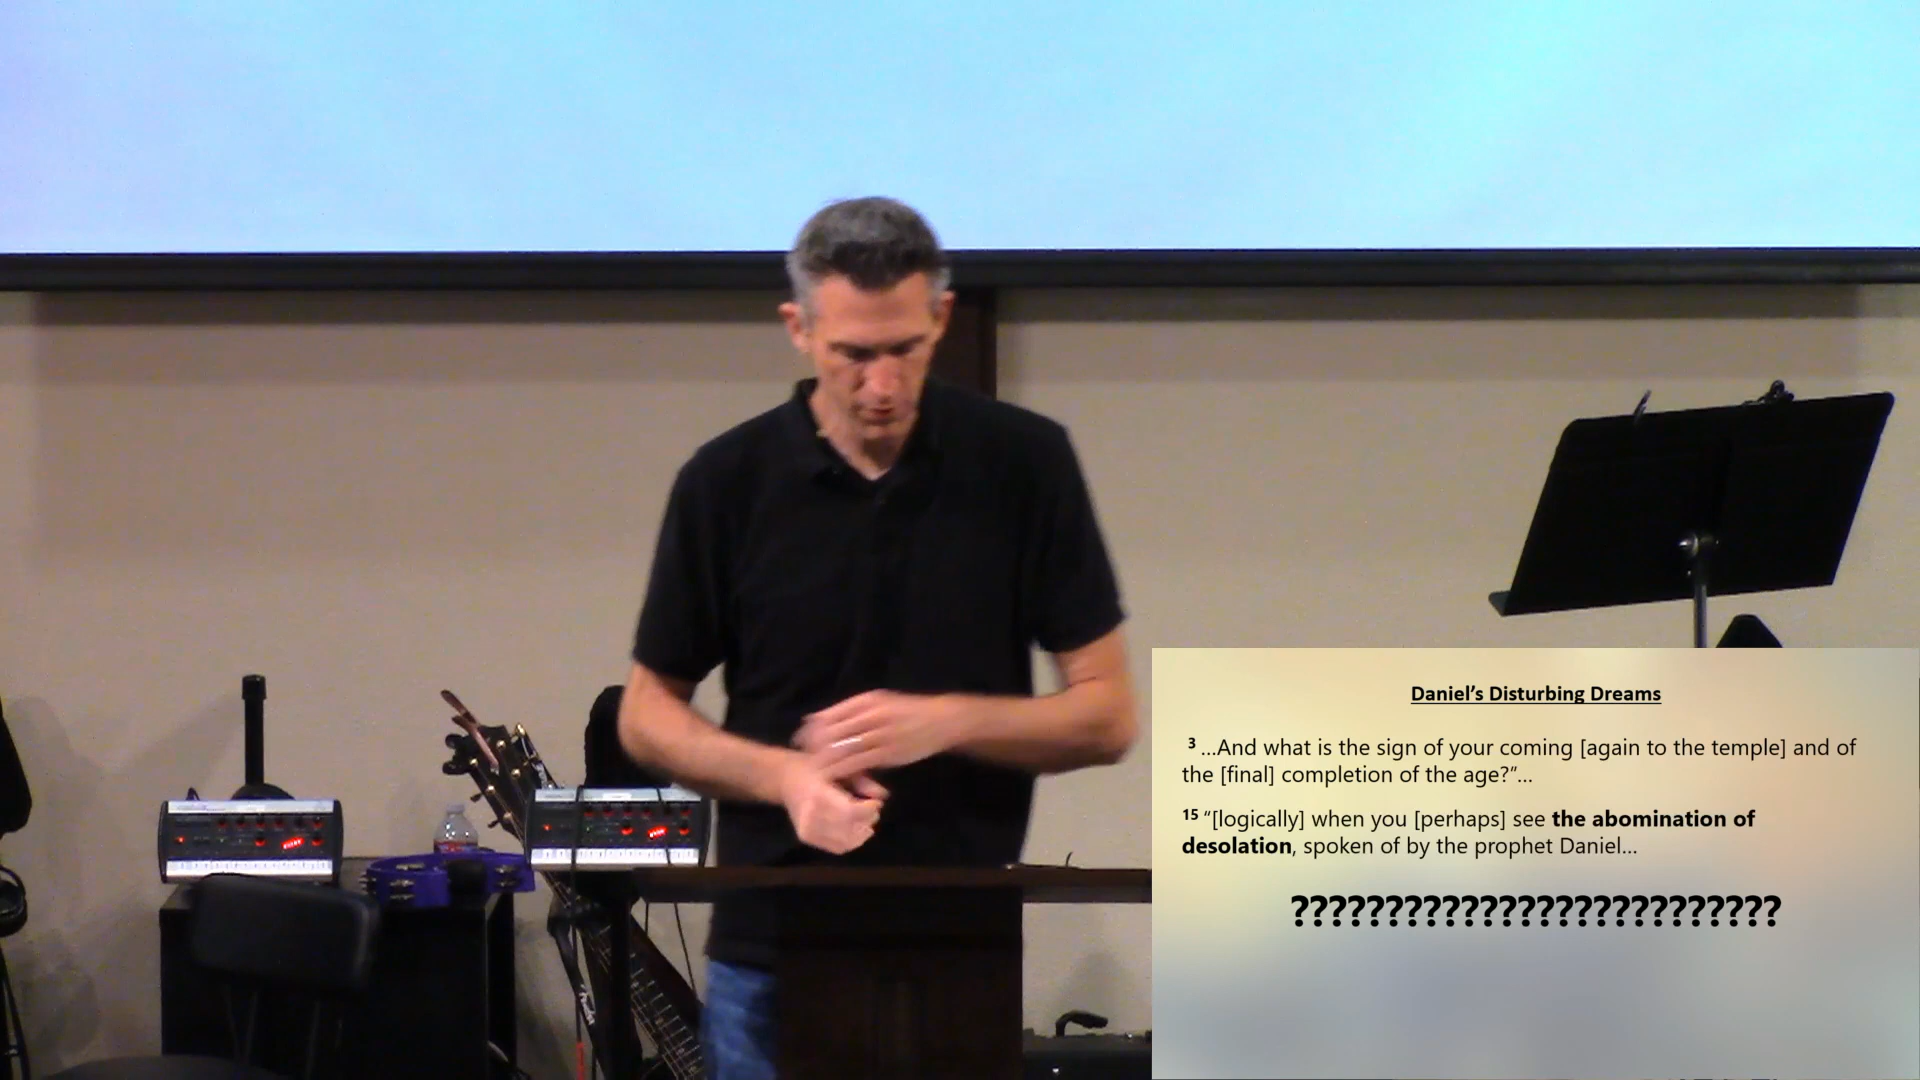 Daniel’s Disturbing Dreams
3 ...And what is the sign of your coming [again to the temple] and of
the [final] completion of the age?”...
15 “[logically] when you [perhaps] see the abomination of
desolation, spoken of by the prophet Daniel...
??????????????????????????
Fender